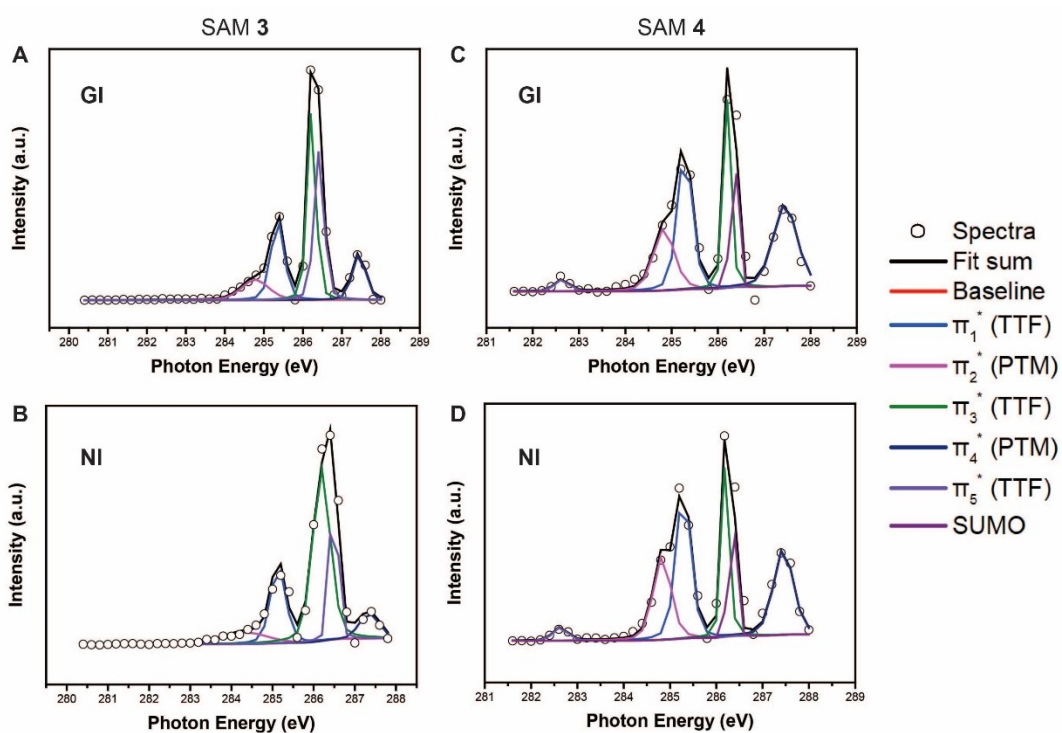 SAM 3
SAM 4
A
GI
Intensity (a.u.)
280 281 282 283 284 285 286 287 288 289
Photon Energy (eV)
C
GI
Intensity (a.u.)
281 282 283 284 285 286 287 288 289
Photon Energy (eV)
B
NI
Intensity (a.u.)
280 281 282 283 284 285 286 287 288
Photon Energy (eV)
D
NI
Intensity (a.u.)
281 282 283 284 285 286 287 288 289
Photon Energy (eV)
Spectra
Fit sum
Baseline
π₁* (TTF)
π₂* (PTM)
π₃* (TTF)
π₄* (PTM)
π₅* (TTF)
SUMO